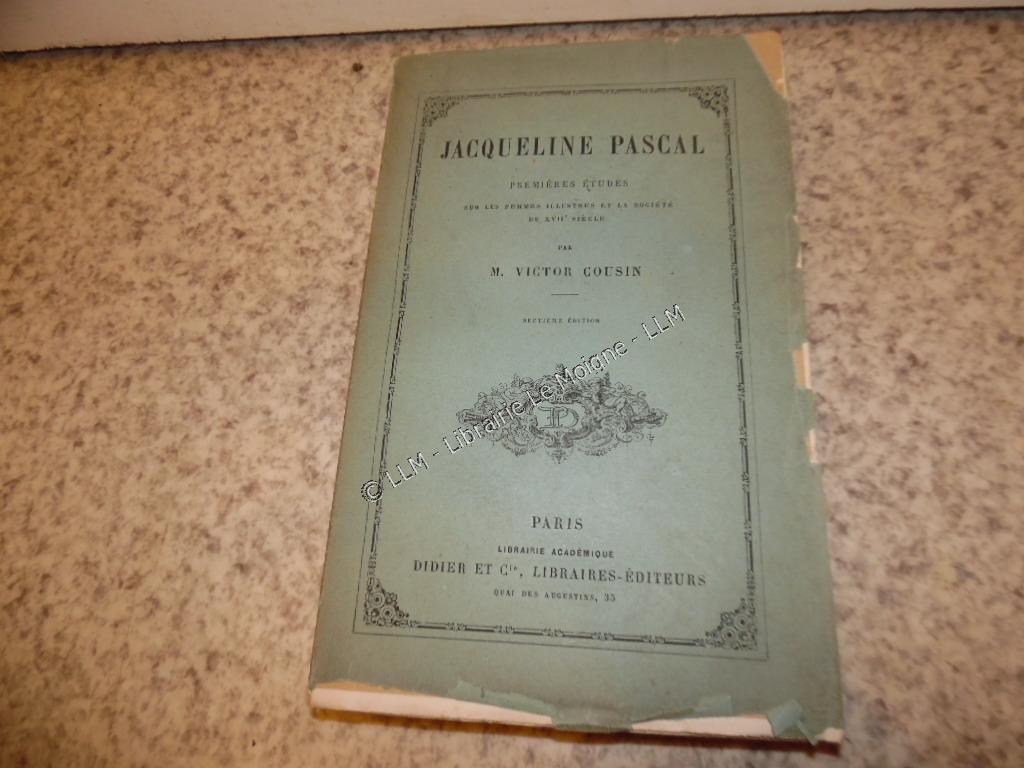 JACQUELINE PASCAL
PREMIÈRES ÉTUDES
SUR LES FEMMES ILLUSTRES ET LA SOCIÉTÉ
DU XVIIe SIÈCLE
PAR
M. VICTOR COUSIN
ÉDITION
© LLM - Librairie Le Moigne - LLM
D
PARIS
LIBRAIRIE ACADÉMIQUE
DIDIER ET Cie, LIBRAIRES-ÉDITEURS
QUAI DES AUGUSTINS, 35